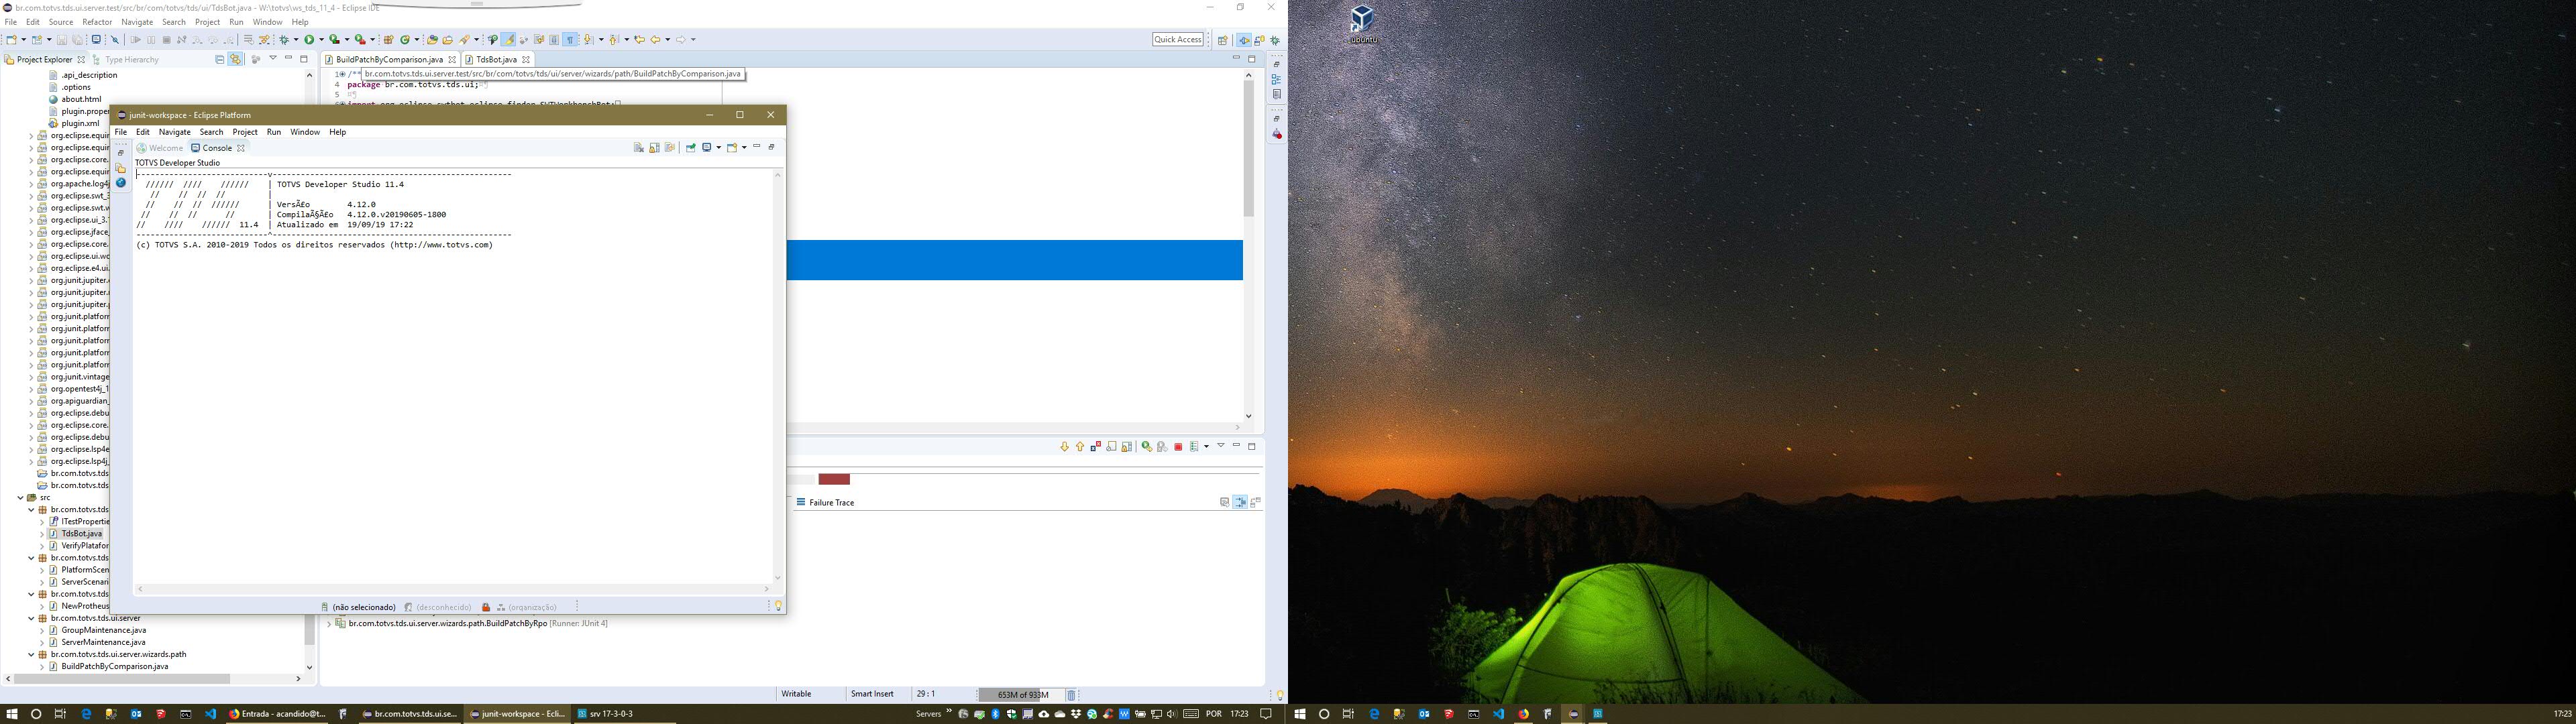 br.com.totvs.tds.ui.server.test/src/br/com/totvs/tds/ui/TdsBot.java - W:\totvs\ws_tds_11_4 - Eclipse IDE
File Edit Source Refactor Navigate Search Project Run Window Help
Quick Access
Project Explorer Type Hierarchy
BuildPatchByComparison.java TdsBot.java
br.com.totvs.tds.ui.server.test/src/br/com/totvs/tds/ui/server/wizards/path/BuildPatchByComparison.java
1 /**
4 package br.com.totvs.tds.ui;
5
.api_description
.options
about.html
plugin.proper
plugin.xml
org.eclipse.equir
org.eclipse.equir
org.eclipse.core.
org.eclipse.equir
org.apache.log4j
org.eclipse.swt_3
org.eclipse.swt.w
org.eclipse.ui_3.
org.eclipse.jface_
org.eclipse.core.
org.eclipse.ui.wo
org.eclipse.e4.ui.
org.junit.jupiter.
org.junit.jupiter.
org.junit.jupiter.
org.junit.platforr
org.junit.platforr
org.junit.platforr
org.junit.platforr
org.junit.platforr
org.junit.vintage
org.opentest4j_1
org.apiguardian_
org.eclipse.debu
org.eclipse.core.
org.eclipse.debu
org.eclipse.lsp4e
org.eclipse.lsp4j_
br.com.totvs.tds
br.com.totvs.tds
src
br.com.totvs.tds
ITestPropertie
TdsBot.java
VerifyPlatafor
br.com.totvs.tds
PlatformScen
ServerScenari
br.com.totvs.tds
NewProtheus
br.com.totvs.tds.ui.server
GroupMaintenance.java
ServerMaintenance.java
br.com.totvs.tds.ui.server.wizards.path
BuildPatchByComparison.java
junit-workspace - Eclipse Platform
File Edit Navigate Search Project Run Window Help
Welcome Console
TOTVS Developer Studio
---------------------------v-------------------------------------------------
////// //// ////// | TOTVS Developer Studio 11.4
// // // // |
// // // ////// | VersÃ£o 4.12.0
// // // // | CompilaÃ§Ã£o 4.12.0.v20190605-1800
// //// ////// 11.4 | Atualizado em 19/09/19 17:22
---------------------------^-------------------------------------------------
(c) TOTVS S.A. 2010-2019 Todos os direitos reservados (http://www.totvs.com)
(não selecionado) (desconhecido) (organização)
Failure Trace
br.com.totvs.tds.ui.server.wizards.path.BuildPatchByRpo [Runner: JUnit 4]
Writable Smart Insert 29 : 1 653M of 933M
ubuntu
Entrada - acandido@t... br.com.totvs.tds.ui.se... junit-workspace - Ecli... srv 17-3-0-3
Servers POR 17:23
17:23